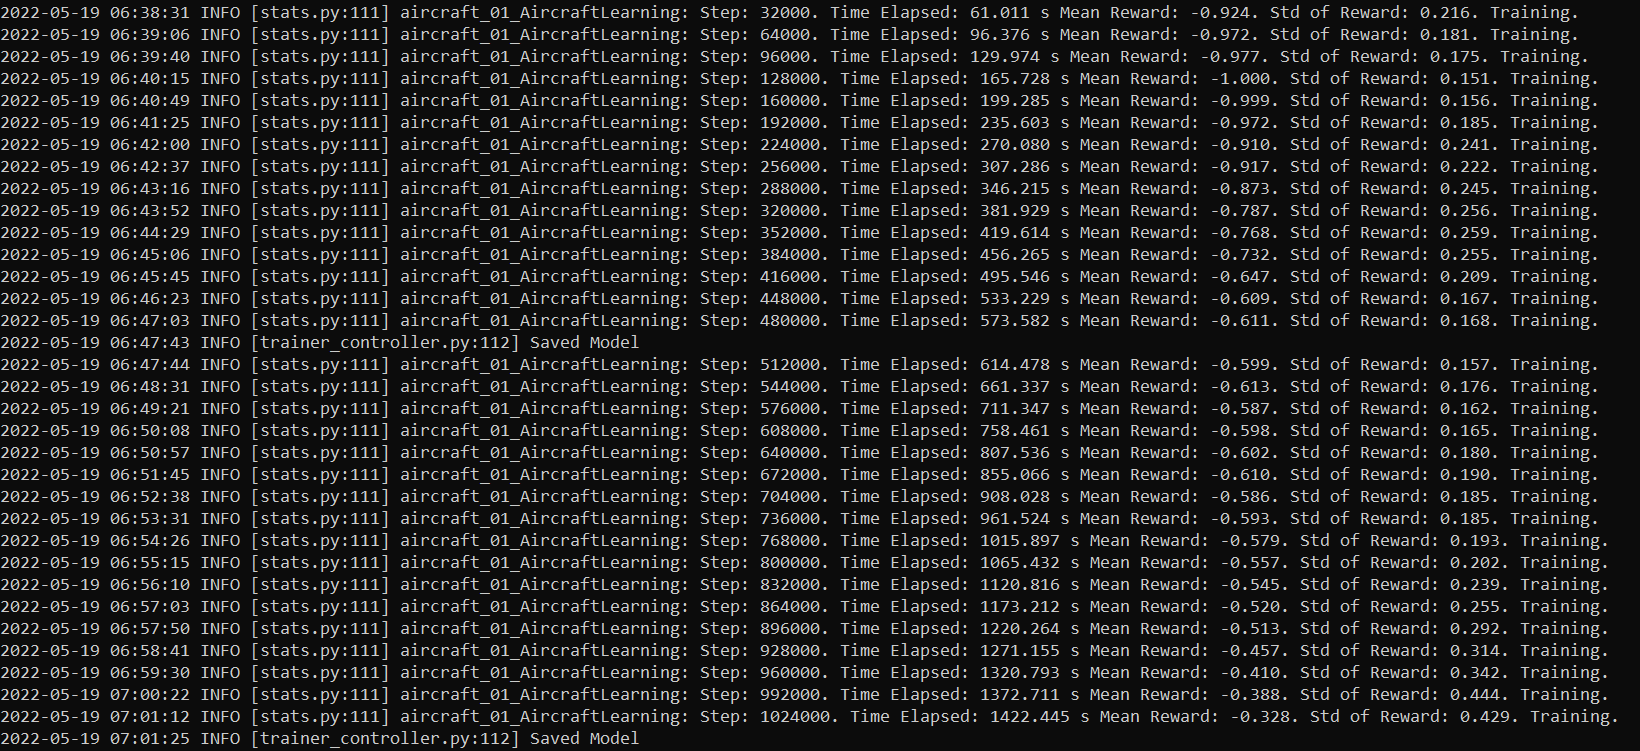 2022-05-19 06:38:31 INFO [stats.py:111] aircraft_01_AircraftLearning: Step: 32000. Time Elapsed: 61.011 s Mean Reward: -0.924. Std of Reward: 0.216. Training.
2022-05-19 06:39:06 INFO [stats.py:111] aircraft_01_AircraftLearning: Step: 64000. Time Elapsed: 96.376 s Mean Reward: -0.972. Std of Reward: 0.181. Training.
2022-05-19 06:39:40 INFO [stats.py:111] aircraft_01_AircraftLearning: Step: 96000. Time Elapsed: 129.974 s Mean Reward: -0.977. Std of Reward: 0.175. Training.
2022-05-19 06:40:15 INFO [stats.py:111] aircraft_01_AircraftLearning: Step: 128000. Time Elapsed: 165.728 s Mean Reward: -1.000. Std of Reward: 0.151. Training.
2022-05-19 06:40:49 INFO [stats.py:111] aircraft_01_AircraftLearning: Step: 160000. Time Elapsed: 199.285 s Mean Reward: -0.999. Std of Reward: 0.156. Training.
2022-05-19 06:41:25 INFO [stats.py:111] aircraft_01_AircraftLearning: Step: 192000. Time Elapsed: 235.603 s Mean Reward: -0.972. Std of Reward: 0.185. Training.
2022-05-19 06:42:00 INFO [stats.py:111] aircraft_01_AircraftLearning: Step: 224000. Time Elapsed: 270.080 s Mean Reward: -0.910. Std of Reward: 0.241. Training.
2022-05-19 06:42:37 INFO [stats.py:111] aircraft_01_AircraftLearning: Step: 256000. Time Elapsed: 307.286 s Mean Reward: -0.917. Std of Reward: 0.222. Training.
2022-05-19 06:43:16 INFO [stats.py:111] aircraft_01_AircraftLearning: Step: 288000. Time Elapsed: 346.215 s Mean Reward: -0.873. Std of Reward: 0.245. Training.
2022-05-19 06:43:52 INFO [stats.py:111] aircraft_01_AircraftLearning: Step: 320000. Time Elapsed: 381.929 s Mean Reward: -0.787. Std of Reward: 0.256. Training.
2022-05-19 06:44:29 INFO [stats.py:111] aircraft_01_AircraftLearning: Step: 352000. Time Elapsed: 419.614 s Mean Reward: -0.768. Std of Reward: 0.259. Training.
2022-05-19 06:45:06 INFO [stats.py:111] aircraft_01_AircraftLearning: Step: 384000. Time Elapsed: 456.265 s Mean Reward: -0.732. Std of Reward: 0.255. Training.
2022-05-19 06:45:45 INFO [stats.py:111] aircraft_01_AircraftLearning: Step: 416000. Time Elapsed: 495.546 s Mean Reward: -0.647. Std of Reward: 0.209. Training.
2022-05-19 06:46:23 INFO [stats.py:111] aircraft_01_AircraftLearning: Step: 448000. Time Elapsed: 533.229 s Mean Reward: -0.609. Std of Reward: 0.167. Training.
2022-05-19 06:47:03 INFO [stats.py:111] aircraft_01_AircraftLearning: Step: 480000. Time Elapsed: 573.582 s Mean Reward: -0.611. Std of Reward: 0.168. Training.
2022-05-19 06:47:43 INFO [trainer_controller.py:112] Saved Model
2022-05-19 06:47:44 INFO [stats.py:111] aircraft_01_AircraftLearning: Step: 512000. Time Elapsed: 614.478 s Mean Reward: -0.599. Std of Reward: 0.157. Training.
2022-05-19 06:48:31 INFO [stats.py:111] aircraft_01_AircraftLearning: Step: 544000. Time Elapsed: 661.337 s Mean Reward: -0.613. Std of Reward: 0.176. Training.
2022-05-19 06:49:21 INFO [stats.py:111] aircraft_01_AircraftLearning: Step: 576000. Time Elapsed: 711.347 s Mean Reward: -0.587. Std of Reward: 0.162. Training.
2022-05-19 06:50:08 INFO [stats.py:111] aircraft_01_AircraftLearning: Step: 608000. Time Elapsed: 758.461 s Mean Reward: -0.598. Std of Reward: 0.165. Training.
2022-05-19 06:50:57 INFO [stats.py:111] aircraft_01_AircraftLearning: Step: 640000. Time Elapsed: 807.536 s Mean Reward: -0.602. Std of Reward: 0.180. Training.
2022-05-19 06:51:45 INFO [stats.py:111] aircraft_01_AircraftLearning: Step: 672000. Time Elapsed: 855.066 s Mean Reward: -0.610. Std of Reward: 0.190. Training.
2022-05-19 06:52:38 INFO [stats.py:111] aircraft_01_AircraftLearning: Step: 704000. Time Elapsed: 908.028 s Mean Reward: -0.586. Std of Reward: 0.185. Training.
2022-05-19 06:53:31 INFO [stats.py:111] aircraft_01_AircraftLearning: Step: 736000. Time Elapsed: 961.524 s Mean Reward: -0.593. Std of Reward: 0.185. Training.
2022-05-19 06:54:26 INFO [stats.py:111] aircraft_01_AircraftLearning: Step: 768000. Time Elapsed: 1015.897 s Mean Reward: -0.579. Std of Reward: 0.193. Training.
2022-05-19 06:55:15 INFO [stats.py:111] aircraft_01_AircraftLearning: Step: 800000. Time Elapsed: 1065.432 s Mean Reward: -0.557. Std of Reward: 0.202. Training.
2022-05-19 06:56:10 INFO [stats.py:111] aircraft_01_AircraftLearning: Step: 832000. Time Elapsed: 1120.816 s Mean Reward: -0.545. Std of Reward: 0.239. Training.
2022-05-19 06:57:03 INFO [stats.py:111] aircraft_01_AircraftLearning: Step: 864000. Time Elapsed: 1173.212 s Mean Reward: -0.520. Std of Reward: 0.255. Training.
2022-05-19 06:57:50 INFO [stats.py:111] aircraft_01_AircraftLearning: Step: 896000. Time Elapsed: 1220.264 s Mean Reward: -0.513. Std of Reward: 0.292. Training.
2022-05-19 06:58:41 INFO [stats.py:111] aircraft_01_AircraftLearning: Step: 928000. Time Elapsed: 1271.155 s Mean Reward: -0.457. Std of Reward: 0.314. Training.
2022-05-19 06:59:30 INFO [stats.py:111] aircraft_01_AircraftLearning: Step: 960000. Time Elapsed: 1320.793 s Mean Reward: -0.410. Std of Reward: 0.342. Training.
2022-05-19 07:00:22 INFO [stats.py:111] aircraft_01_AircraftLearning: Step: 992000. Time Elapsed: 1372.711 s Mean Reward: -0.388. Std of Reward: 0.444. Training.
2022-05-19 07:01:12 INFO [stats.py:111] aircraft_01_AircraftLearning: Step: 1024000. Time Elapsed: 1422.445 s Mean Reward: -0.328. Std of Reward: 0.429. Training.
2022-05-19 07:01:25 INFO [trainer_controller.py:112] Saved Model